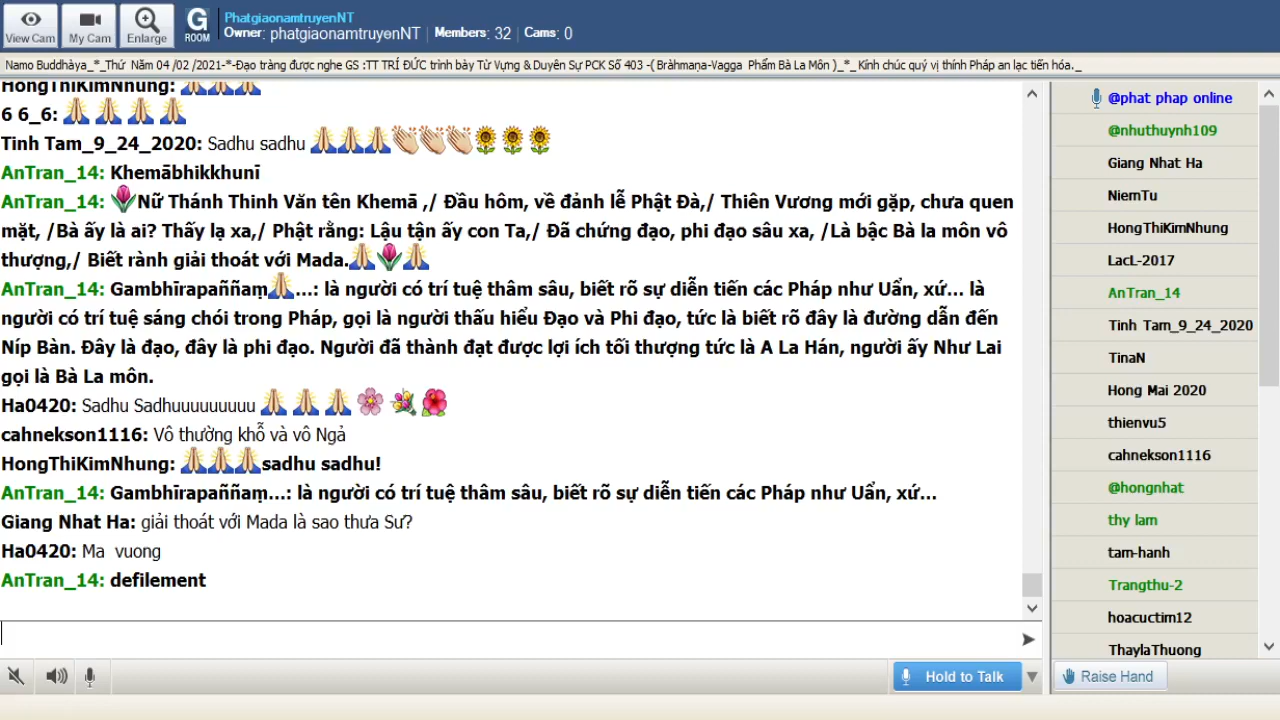 View Cam
My Cam
Enlarge
G
ROOM
PhatgiaonamtruyenNT
Owner: phatgiaonamtruyenNT | Members: 32 | Cams: 0
Namo Buddhàya_*_Thứ Năm 04 /02 /2021-*-Đạo tràng được nghe GS :TT TRÍ ĐỨC trình bày Từ Vựng & Duyên Sự PCK Số 403 -( Bràhmaṇa-Vagga Phẩm Bà La Môn )_*_ Kính chúc quý vị thính Pháp an lạc tiến hóa._
HongThiKimNhung:
6 6_6:
Tinh Tam_9_24_2020: Sadhu sadhu
AnTran_14: Khemābhikkhunī
AnTran_14: Nữ Thánh Thinh Văn tên Khemā ,/ Đầu hôm, về đảnh lễ Phật Đà,/ Thiên Vương mới gặp, chưa quen
mặt, /Bà ấy là ai? Thấy lạ xa,/ Phật rằng: Lậu tận ấy con Ta,/ Đã chứng đạo, phi đạo sâu xa, /Là bậc Bà la môn vô
thượng,/ Biết rành giải thoát với Mada.
AnTran_14: Gambhīrapaññaṃ...: là người có trí tuệ thâm sâu, biết rõ sự diễn tiến các Pháp như Uẩn, xứ... là
người có trí tuệ sáng chói trong Pháp, gọi là người thấu hiểu Đạo và Phi đạo, tức là biết rõ đây là đường dẫn đến
Níp Bàn. Đây là đạo, đây là phi đạo. Người đã thành đạt được lợi ích tối thượng tức là A La Hán, người ấy Như Lai
gọi là Bà La môn.
Ha0420: Sadhu Sadhuuuuuuuuu
cahnekson1116: Vô thường khỗ và vô Ngả
HongThiKimNhung: sadhu sadhu!
AnTran_14: Gambhīrapaññaṃ...: là người có trí tuệ thâm sâu, biết rõ sự diễn tiến các Pháp như Uẩn, xứ...
Giang Nhat Ha: giải thoát với Mada là sao thưa Sư?
Ha0420: Ma vuong
AnTran_14: defilement
Hold to Talk
@phat phap online
@nhuthuynh109
Giang Nhat Ha
NiemTu
HongThiKimNhung
LacL-2017
AnTran_14
Tinh Tam_9_24_2020
TinaN
Hong Mai 2020
thienvu5
cahnekson1116
@hongnhat
thy lam
tam-hanh
Trangthu-2
hoacuctim12
ThaylaThuong
Raise Hand